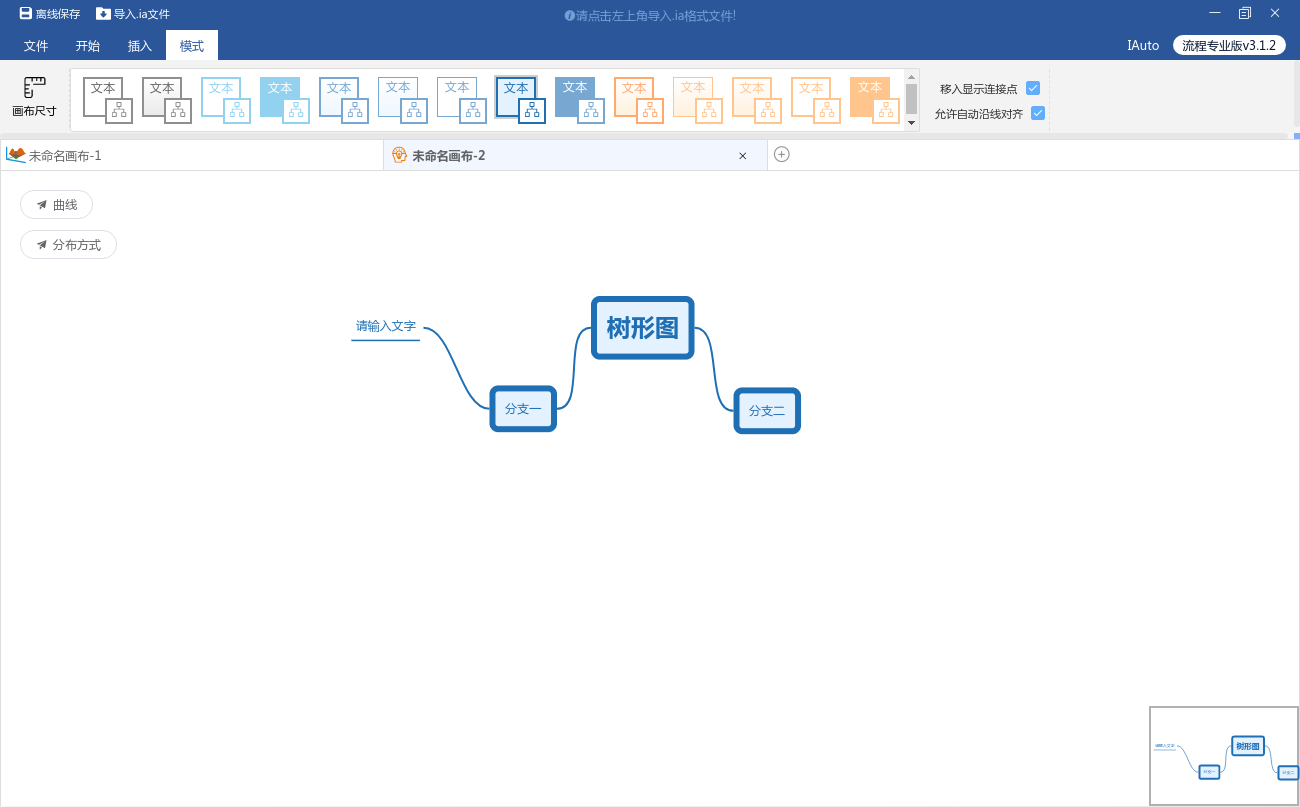 离线保存 导入.ia文件 请点击左上角导入.ia格式文件!
文件 开始 插入 模式 IAuto 流程专业版v3.1.2
文本 文本 文本 文本 文本 文本 文本 文本 文本 文本 文本 文本 文本 文本
移入显示连接点
画布尺寸 允许自动沿线对齐
未命名画布-1 未命名画布-2
曲线
分布方式
请输入文字 树形图
分支一 分支二
请输入文字 树形图
分支一 分支二